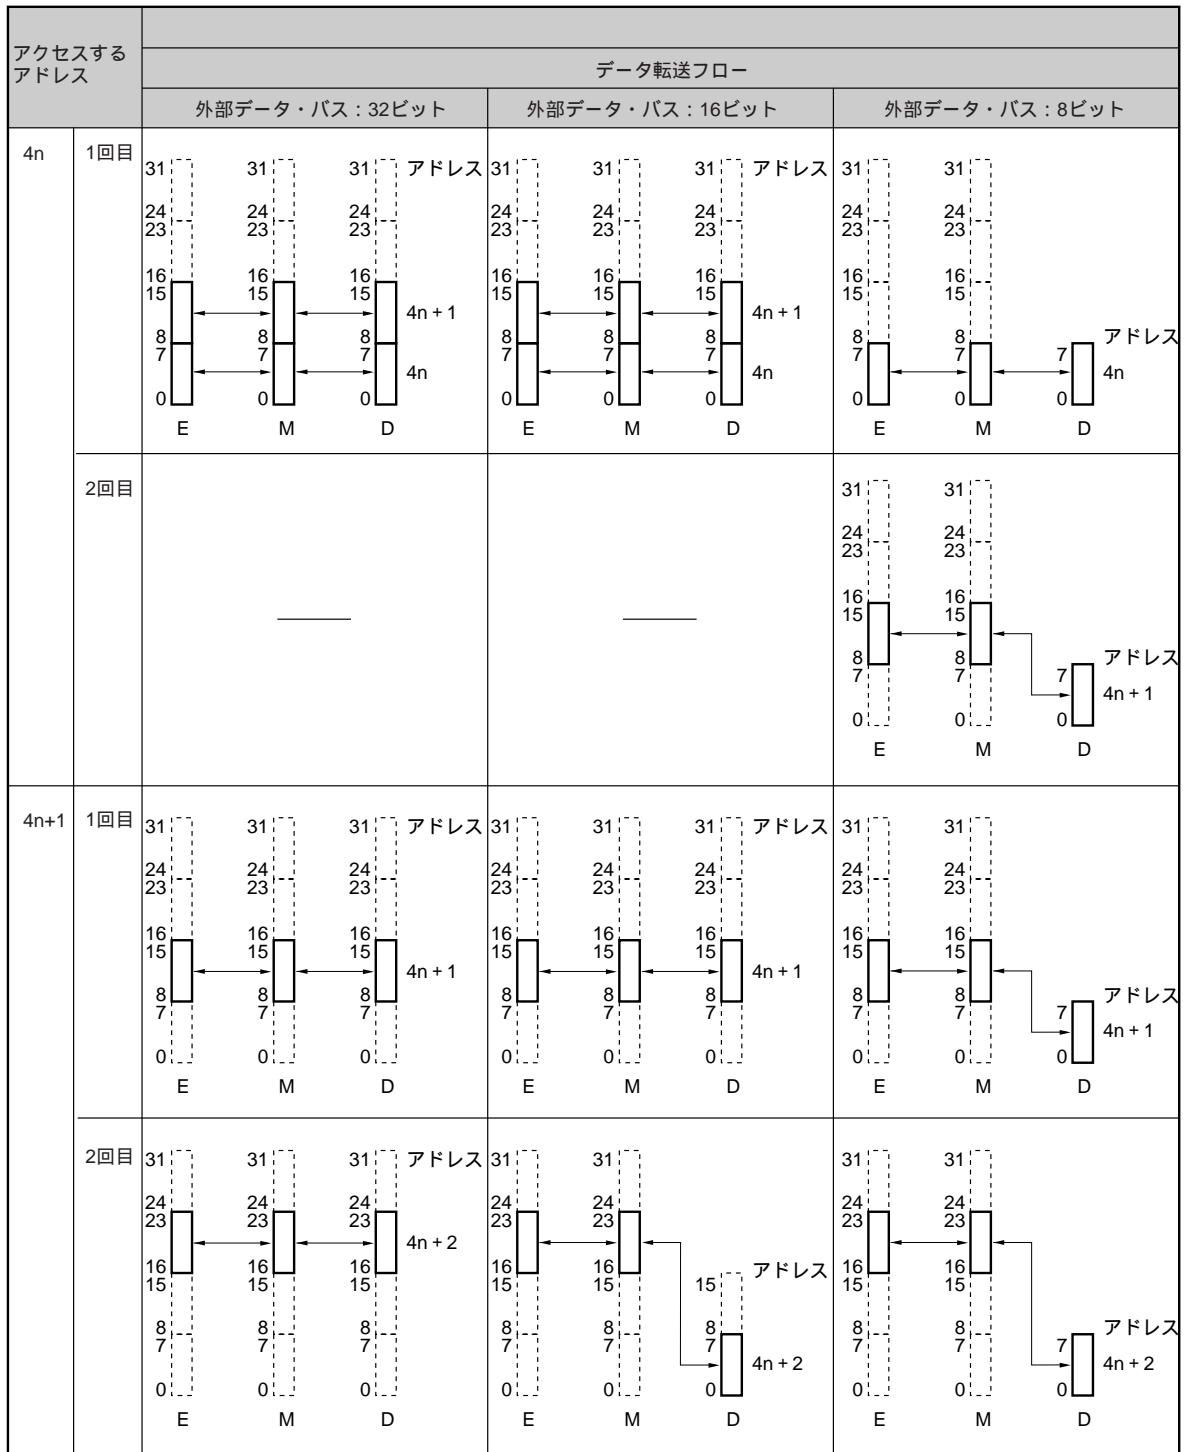 アクセスする
アドレス
データ転送フロー
外部データ・バス：32ビット 外部データ・バス：16ビット 外部データ・バス：8ビット
4n 1回目
31 31 31 アドレス 31 31 31 アドレス 31 31
24 24 24 24 24 24 24 24
23 23 23 23 23 23 23 23
16 16 16 16 16 16 16 16
15 15 15 4n + 1 15 15 15 4n + 1 15 15
8 8 8 8 8 8 8 8 アドレス
7 7 7 4n 7 7 7 4n 7 7 7 4n
0 0 0 0 0 0 0 0 0
E M D E M D E M D
2回目
31 31
24 24
23 23
16 16
15 15
8 8 アドレス
7 7 7 4n + 1
0 0 0
E M D
4n+1 1回目
31 31 31 アドレス 31 31 31 アドレス 31 31
24 24 24 24 24 24 24 24
23 23 23 23 23 23 23 23
16 16 16 16 16 16 16 16
15 15 15 4n + 1 15 15 15 4n + 1 15 15
8 8 8 8 8 8 8 8 アドレス
7 7 7 7 7 7 7 7 7 4n + 1
0 0 0 0 0 0 0 0 0
E M D E M D E M D
2回目
31 31 31 アドレス 31 31 31 31
24 24 24 24 24 24 24
23 23 23 4n + 2 23 23 23 23
16 16 16 16 16 アドレス 16 16
15 15 15 15 15 15 15 15
8 8 8 8 8 8 8 8 アドレス
7 7 7 7 7 7 4n + 2 7 7 7 4n + 2
0 0 0 0 0 0 0 0 0
E M D E M D E M D